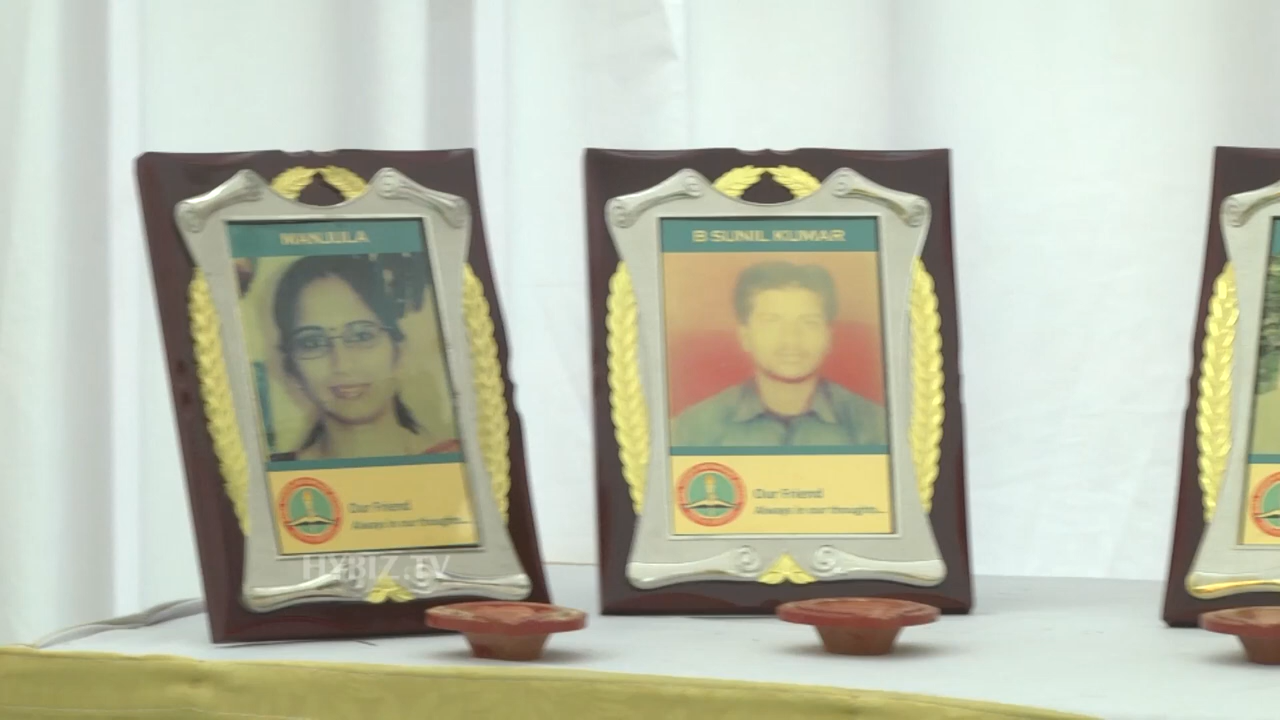 MANJULA
Our Friend
Always in our thoughts...
HYBIZ.TV
B SUNIL KUMAR
Our Friend
Always in our thoughts...